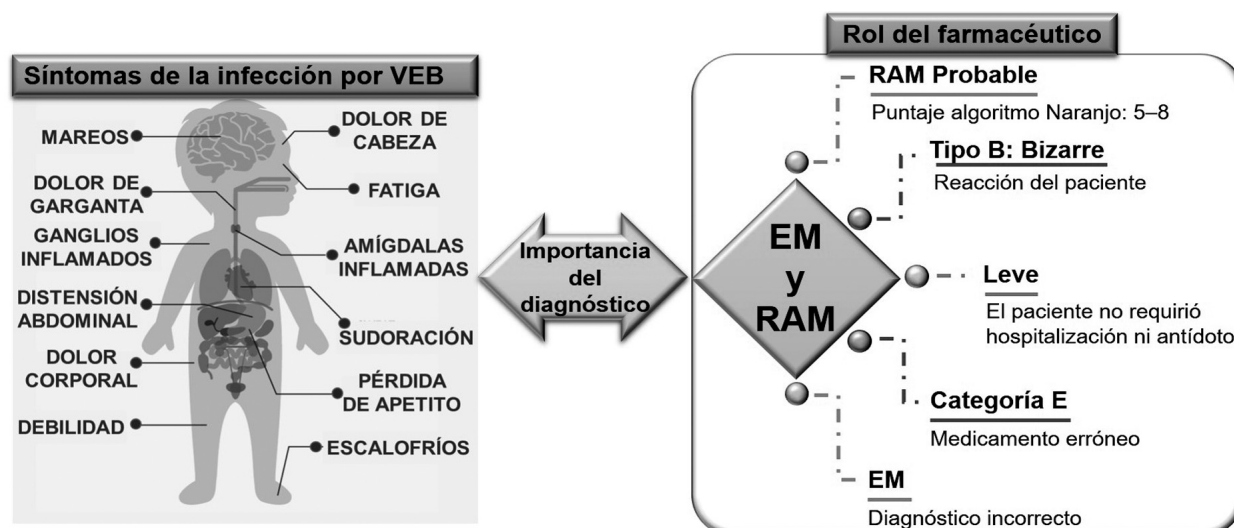 Síntomas de la infección por VEB
MAREOS
DOLOR DE
CABEZA
DOLOR DE
GARGANTA
FATIGA
GANGLIOS
INFLAMADOS
AMÍGDALAS
INFLAMADAS
DISTENSIÓN
ABDOMINAL
SUDORACIÓN
DOLOR
CORPORAL
PÉRDIDA
DE APETITO
DEBILIDAD
ESCALOFRÍOS
Importancia
del
diagnóstico
Rol del farmacéutico
EM
y
RAM
RAM Probable
Puntaje algoritmo Naranjo: 5–8
Tipo B: Bizarre
Reacción del paciente
Leve
El paciente no requirió
hospitalización ni antídoto
Categoría E
Medicamento erróneo
EM
Diagnóstico incorrecto